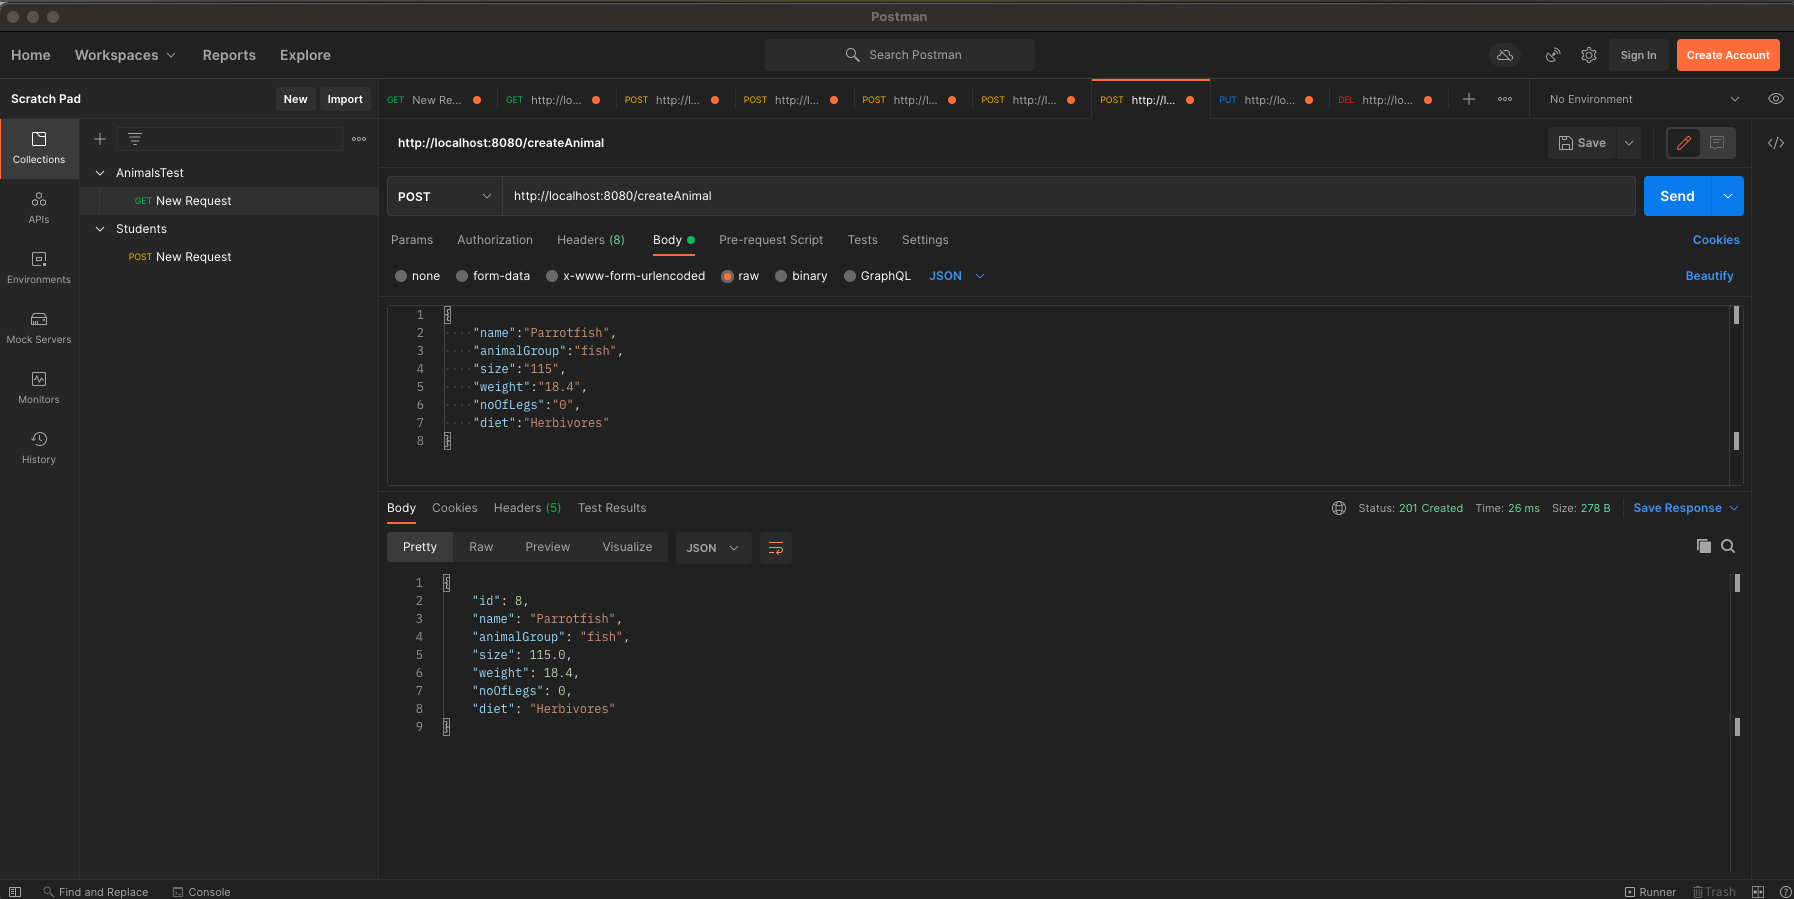 Postman
Home Workspaces Reports Explore Search Postman Sign In Create Account
Scratch Pad New Import GET New Re... GET http://lo... POST http://l... POST http://l... POST http://l... POST http://l... POST http://l... PUT http://lo... DEL http://lo... No Environment
Collections
APIs
Environments
Mock Servers
Monitors
History
AnimalsTest
GET New Request
Students
POST New Request
http://localhost:8080/createAnimal Save
POST http://localhost:8080/createAnimal Send
Params Authorization Headers (8) Body Pre-request Script Tests Settings Cookies
none form-data x-www-form-urlencoded raw binary GraphQL JSON Beautify
1 {
2 "name":"Parrotfish",
3 "animalGroup":"fish",
4 "size":"115",
5 "weight":"18.4",
6 "noOfLegs":"0",
7 "diet":"Herbivores"
8 }
Body Cookies Headers (5) Test Results Status: 201 Created Time: 26 ms Size: 278 B Save Response
Pretty Raw Preview Visualize JSON
1 {
2 "id": 8,
3 "name": "Parrotfish",
4 "animalGroup": "fish",
5 "size": 115.0,
6 "weight": 18.4,
7 "noOfLegs": 0,
8 "diet": "Herbivores"
9 }
Find and Replace Console Runner Trash